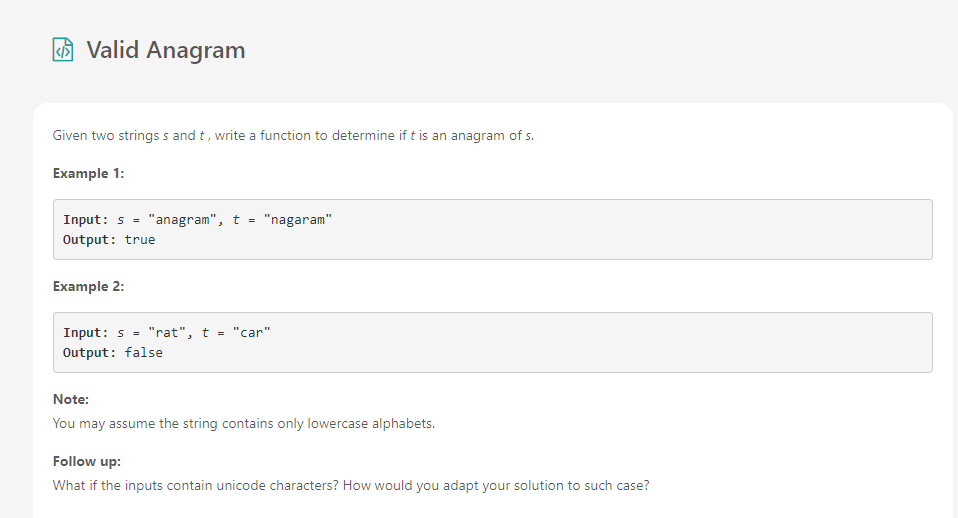 Valid Anagram
Given two strings s and t , write a function to determine if t is an anagram of s.
Example 1:
Input: s = "anagram", t = "nagaram"
Output: true
Example 2:
Input: s = "rat", t = "car"
Output: false
Note:
You may assume the string contains only lowercase alphabets.
Follow up:
What if the inputs contain unicode characters? How would you adapt your solution to such case?